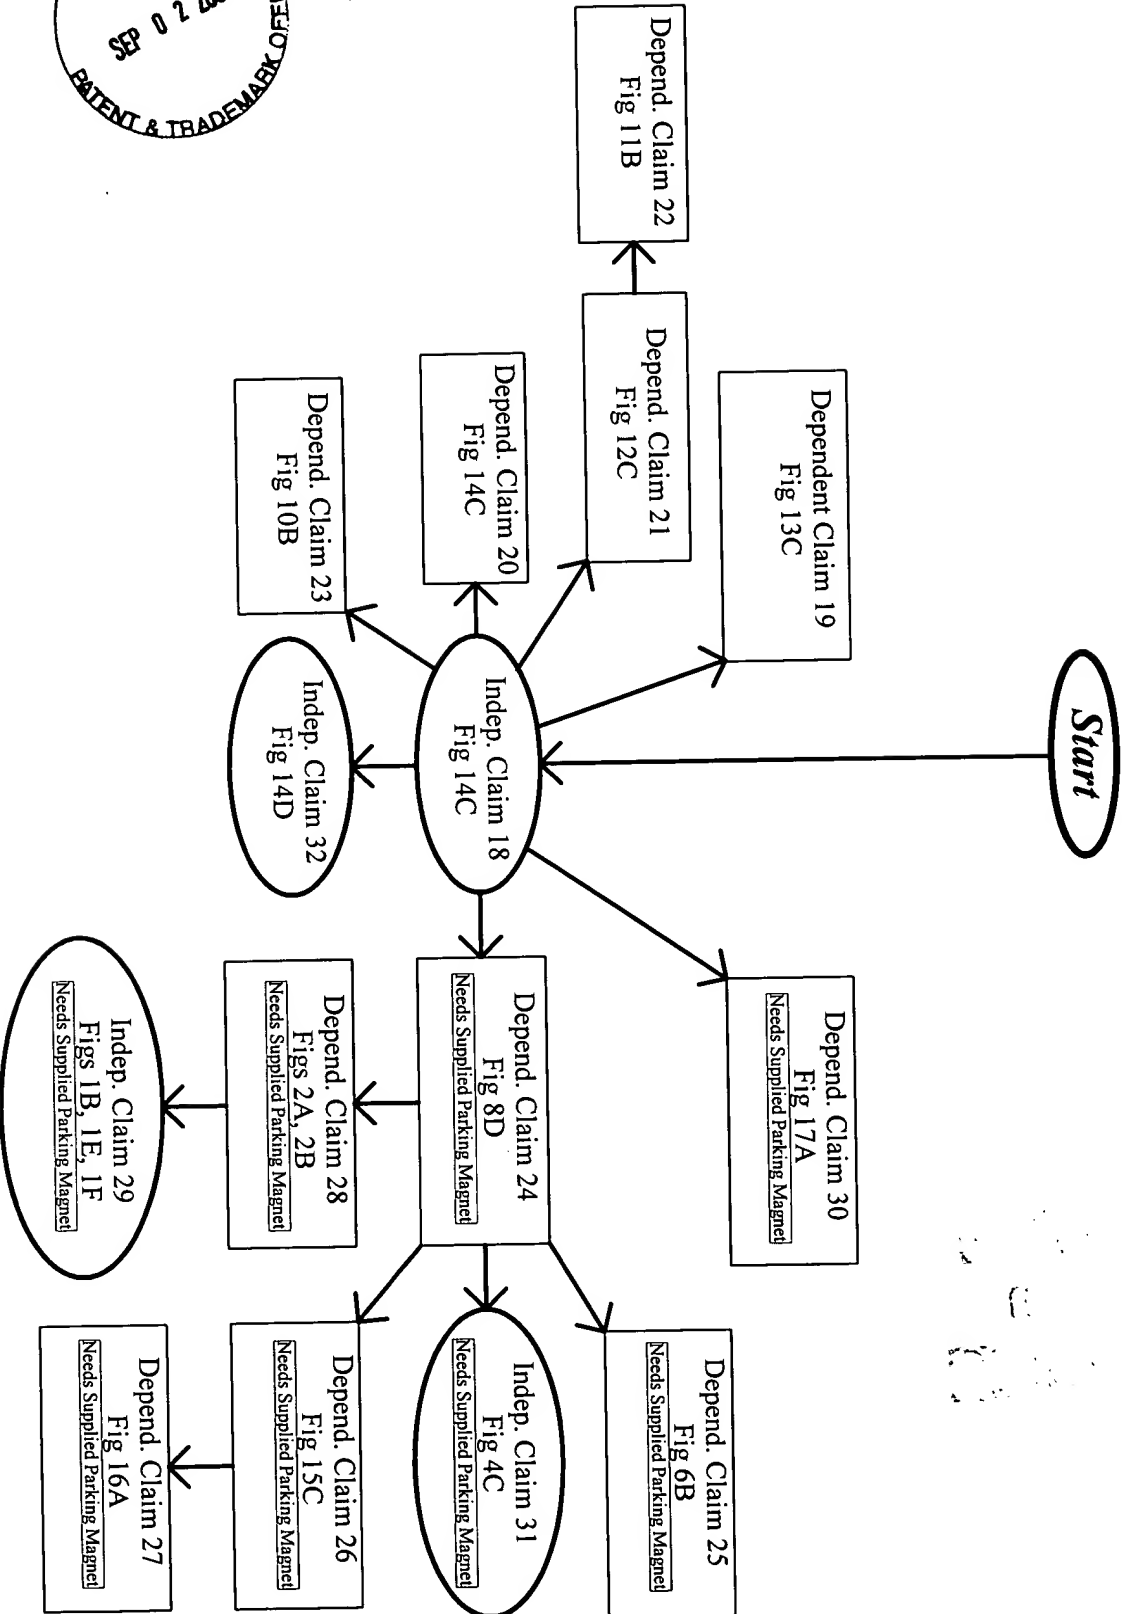 SEP 02
PATENT & TRADEMARK OFF
Start
Dependent Claim 19
Fig 13C
Depend. Claim 30
Fig 17A
Needs Supplied Parking Magnet
Depend. Claim 22
Fig 11B
Depend. Claim 21
Fig 12C
Depend. Claim 25
Fig 6B
Needs Supplied Parking Magnet
Depend. Claim 20
Fig 14C
Indep. Claim 18
Fig 14C
Depend. Claim 24
Fig 8D
Needs Supplied Parking Magnet
Indep. Claim 31
Fig 4C
Needs Supplied Parking Magnet
Depend. Claim 23
Fig 10B
Indep. Claim 32
Fig 14D
Depend. Claim 28
Figs 2A, 2B
Needs Supplied Parking Magnet
Depend. Claim 26
Fig 15C
Needs Supplied Parking Magnet
Indep. Claim 29
Figs 1B, 1E, 1F
Needs Supplied Parking Magnet
Depend. Claim 27
Fig 16A
Needs Supplied Parking Magnet